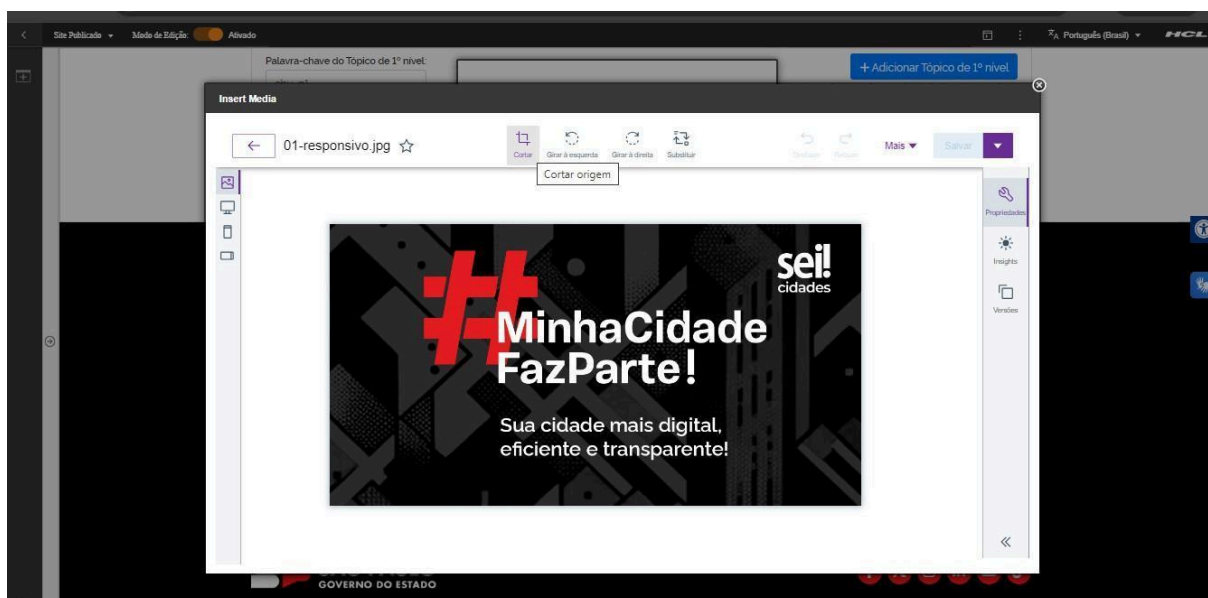 Site Publicado
Modo de Edição:
Ativado
Português (Brasil)
HCL
Palavra-chave do Tópico de 1º nível:
+ Adicionar Tópico de 1º nível
Insert Media
01-responsivo.jpg
Cortar
Girar à esquerda
Girar à direita
Substituir
Mais
Salvar
Cortar origem
Propriedades
Insights
Versões
sei!
cidades
#MinhaCidade
FazParte!
Sua cidade mais digital,
eficiente e transparente!
GOVERNO DO ESTADO